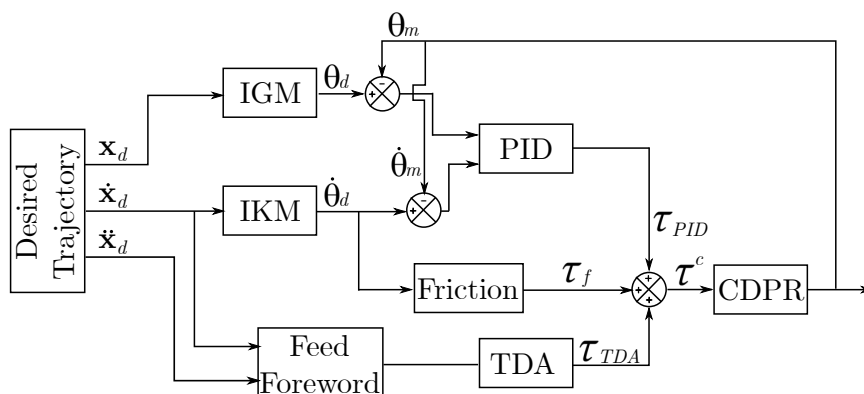 θm
IGM
θd
Desired
Trajectory
xd
ẋd
ẍd
PID
θ̇m
IKM
θ̇d
τPID
Friction
τf
τc
CDPR
Feed
Foreword
TDA
τTDA